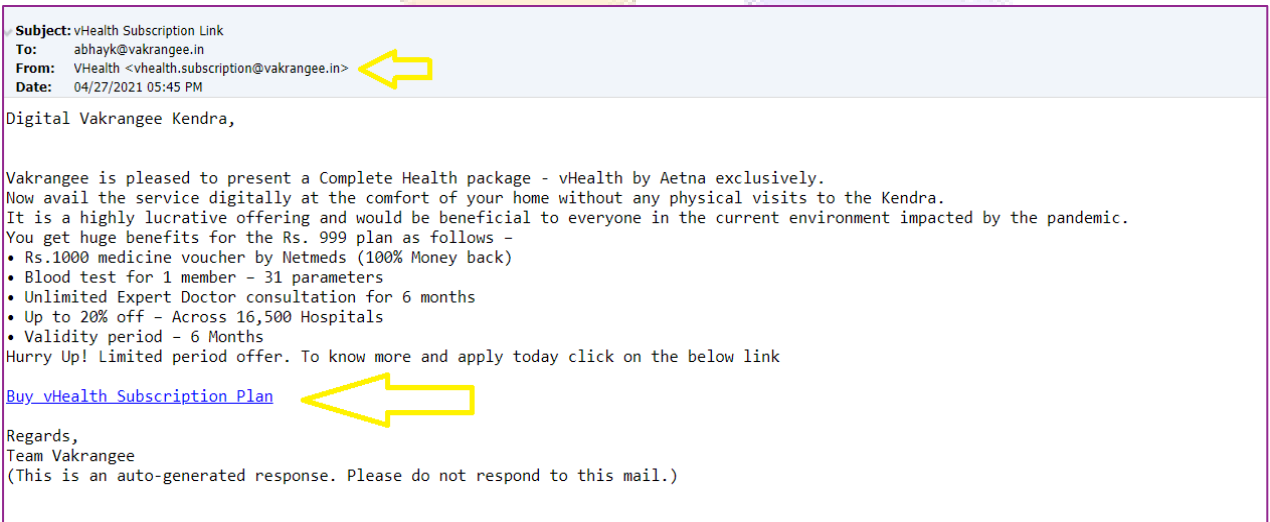 Subject: vHealth Subscription Link
To: abhayk@vakrangee.in
From: VHealth <vhealth.subscription@vakrangee.in>
Date: 04/27/2021 05:45 PM
Digital Vakrangee Kendra,
Vakrangee is pleased to present a Complete Health package - vHealth by Aetna exclusively.
Now avail the service digitally at the comfort of your home without any physical visits to the Kendra.
It is a highly lucrative offering and would be beneficial to everyone in the current environment impacted by the pandemic.
You get huge benefits for the Rs. 999 plan as follows –
• Rs.1000 medicine voucher by Netmeds (100% Money back)
• Blood test for 1 member – 31 parameters
• Unlimited Expert Doctor consultation for 6 months
• Up to 20% off – Across 16,500 Hospitals
• Validity period – 6 Months
Hurry Up! Limited period offer. To know more and apply today click on the below link
Buy vHealth Subscription Plan
Regards,
Team Vakrangee
(This is an auto-generated response. Please do not respond to this mail.)